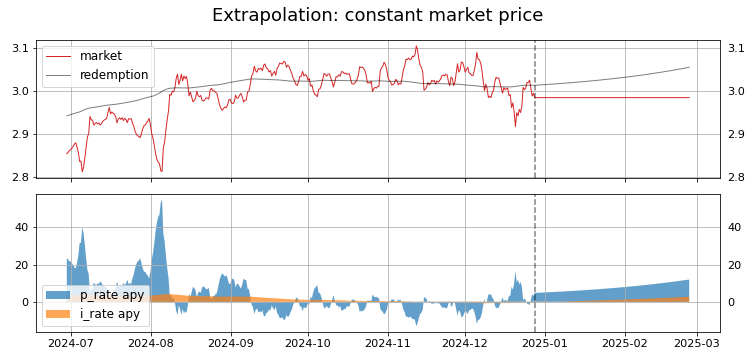 Extrapolation: constant market price
3.1
3.0
2.9
2.8
market
redemption
3.1
3.0
2.9
2.8
40
20
0
p_rate apy
i_rate apy
40
20
0
2024-07 2024-08 2024-09 2024-10 2024-11 2024-12 2025-01 2025-02 2025-03